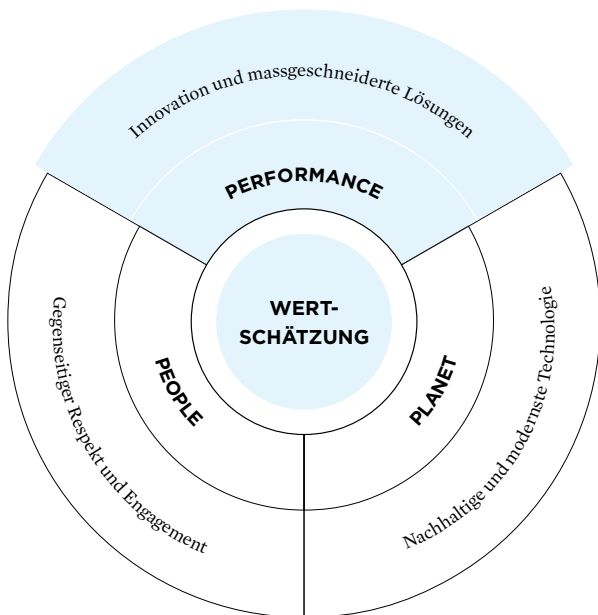 Innovation und massgeschneiderte Lösungen
PERFORMANCE
WERT-
SCHÄTZUNG
PEOPLE
PLANET
Gegenseitiger Respekt und Engagement
Nachhaltige und modernste Technologie